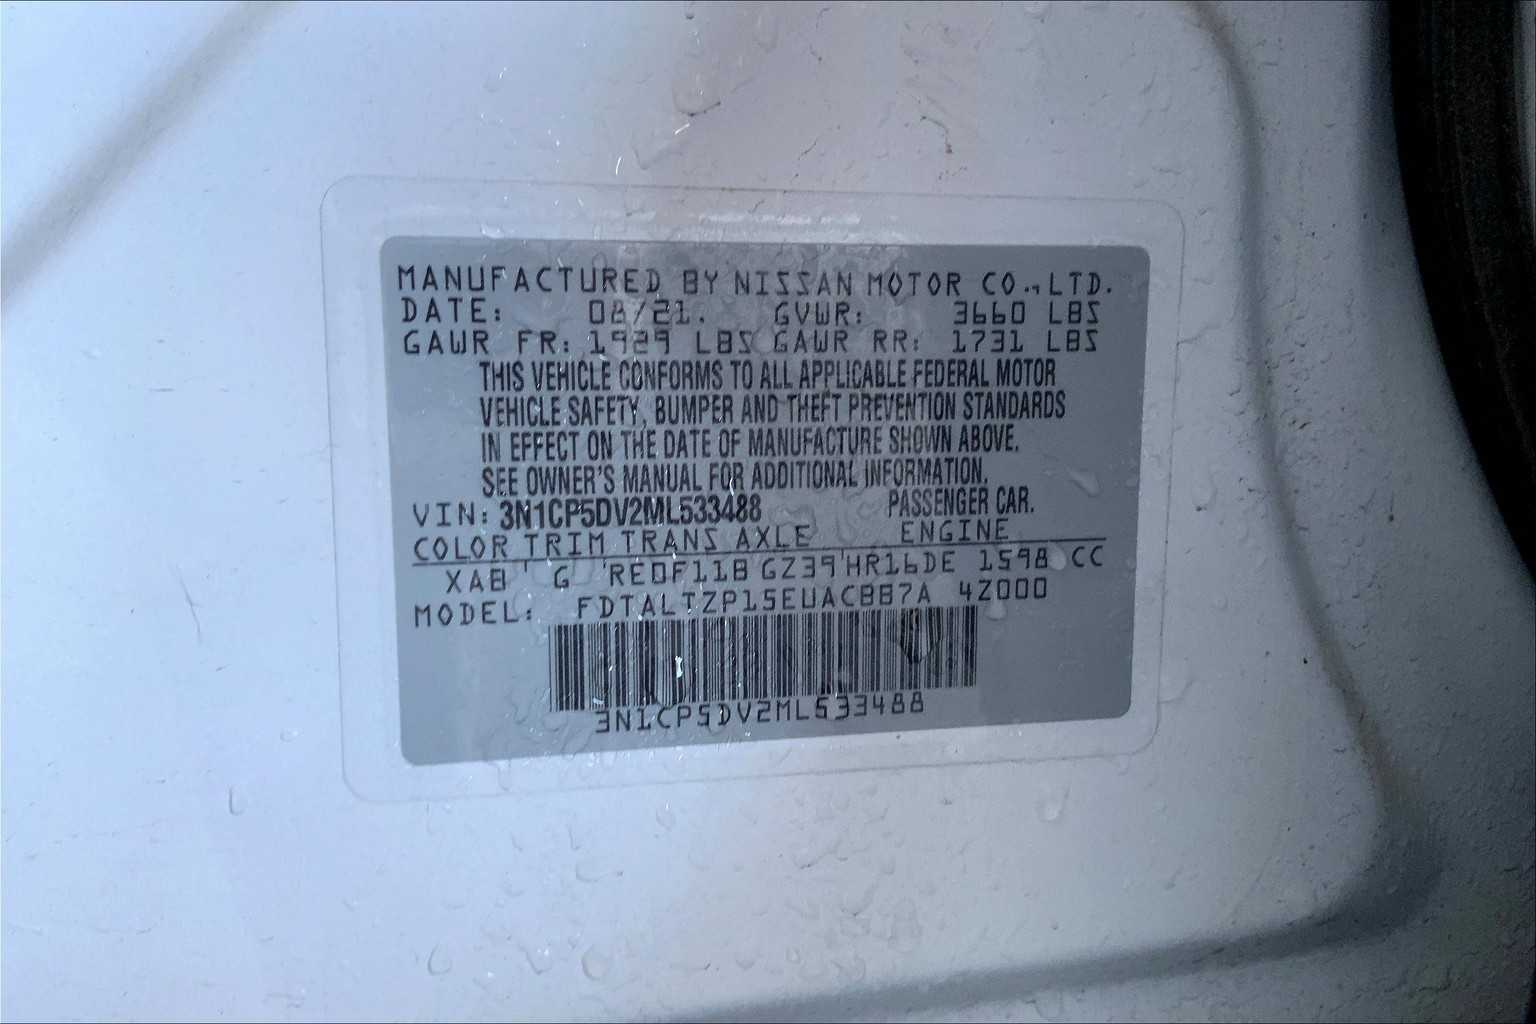 MANUFACTURED BY NISSAN MOTOR CO., LTD.
DATE: 08/21. GVWR: 3660 LBS
GAWR FR: 1929 LBS GAWR RR: 1731 LBS
THIS VEHICLE CONFORMS TO ALL APPLICABLE FEDERAL MOTOR
VEHICLE SAFETY, BUMPER AND THEFT PREVENTION STANDARDS
IN EFFECT ON THE DATE OF MANUFACTURE SHOWN ABOVE.
SEE OWNER'S MANUAL FOR ADDITIONAL INFORMATION.
VIN: 3N1CP5DV2ML533488 PASSENGER CAR.
COLOR TRIM TRANS AXLE ENGINE
XAB ' G 'RE0F11B GZ39'HR16DE 1598 CC
MODEL: FDTALTZP15EUACBB7A 4Z000
3N1CP5DV2ML533488